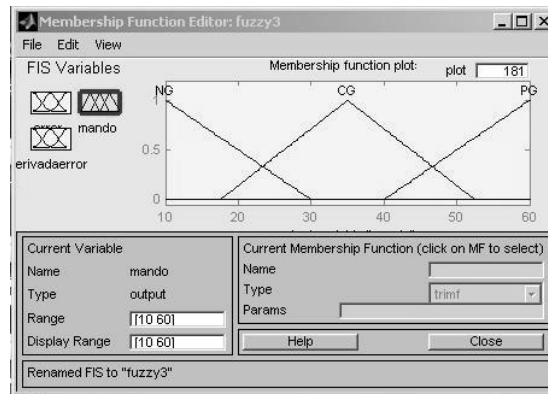 Membership Function Editor: fuzzy3
File Edit View
FIS Variables
Membership function plot:
plot 181
mando
erivadaerror
NG CG PG
1
0.5
0
10 20 30 40 50 60
Current Variable
Name mando
Type output
Range [10 60]
Display Range [10 60]
Current Membership Function (click on MF to select)
Name
Type trimf
Params
Help Close
Renamed FIS to "fuzzy3"